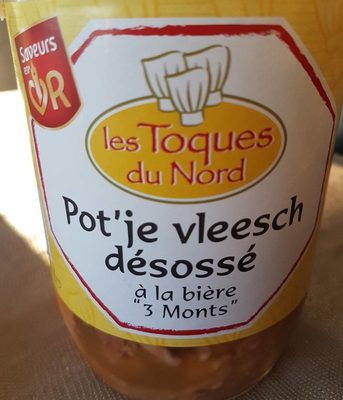 Saveurs
en OR
les Toques
du Nord
Pot'je vleesch
désossé
à la bière
"3 Monts"